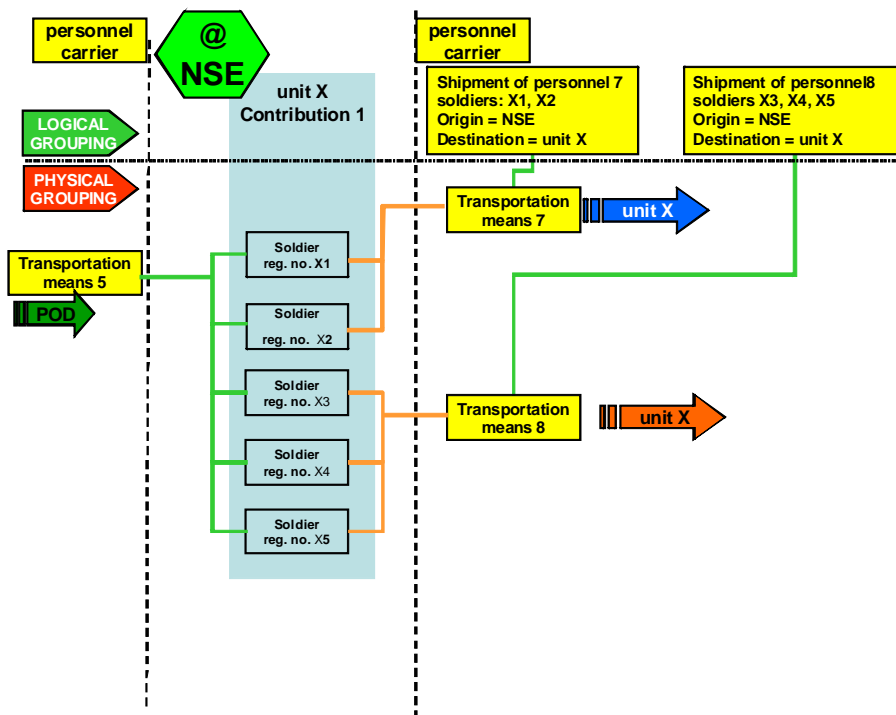 personnel
carrier
@
NSE
personnel
carrier
unit X
Contribution 1
Shipment of personnel 7
soldiers: X1, X2
Origin = NSE
Destination = unit X
Shipment of personnel8
soldiers X3, X4, X5
Origin = NSE
Destination = unit X
LOGICAL
GROUPING
PHYSICAL
GROUPING
Transportation
means 7
unit X
Soldier
reg. no. X1
Transportation
means 5
POD
Soldier
reg. no. X2
Soldier
reg. no. X3
Transportation
means 8
unit X
Soldier
reg. no. X4
Soldier
reg. no. X5